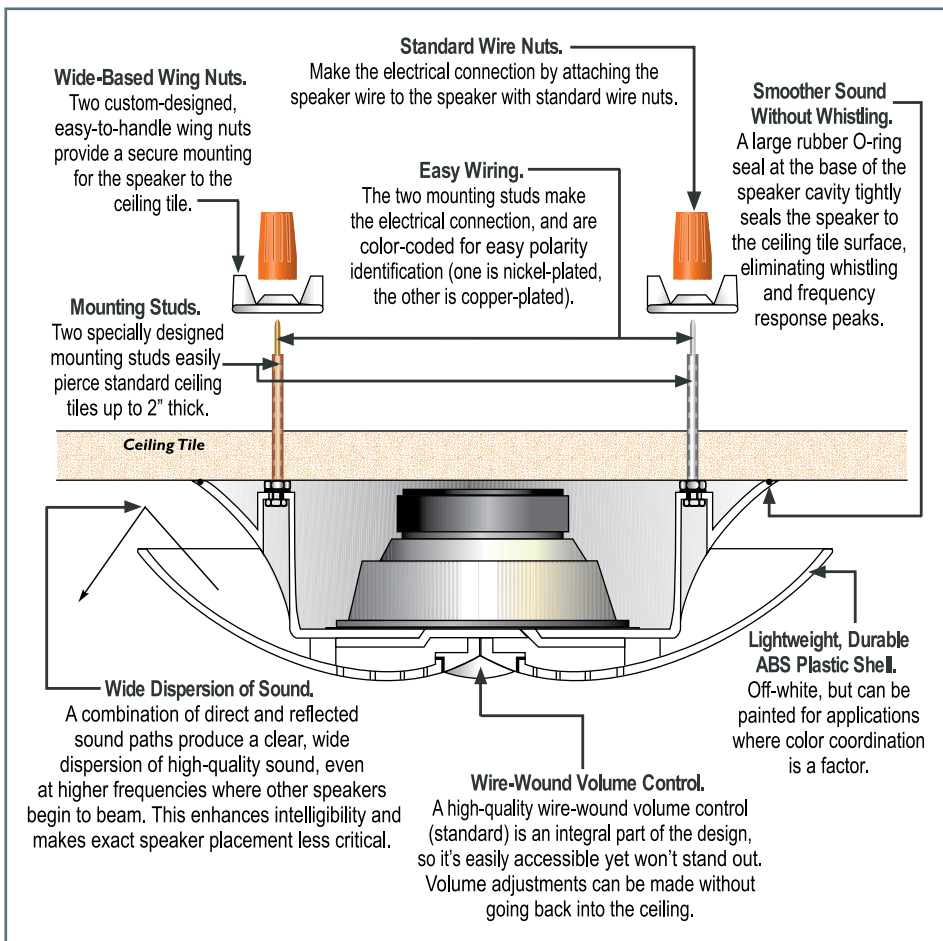 Standard Wire Nuts.
Make the electrical connection by attaching the
speaker wire to the speaker with standard wire nuts.
Wide-Based Wing Nuts.
Two custom-designed,
easy-to-handle wing nuts
provide a secure mounting
for the speaker to the
ceiling tile.
Smoother Sound
Without Whistling.
A large rubber O-ring
seal at the base of the
speaker cavity tightly
seals the speaker to
the ceiling tile surface,
eliminating whistling
and frequency
response peaks.
Easy Wiring.
The two mounting studs make
the electrical connection, and are
color-coded for easy polarity
identification (one is nickel-plated,
the other is copper-plated).
Mounting Studs.
Two specially designed
mounting studs easily
pierce standard ceiling
tiles up to 2” thick.
Ceiling Tile
Lightweight, Durable
ABS Plastic Shell.
Off-white, but can be
painted for applications
where color coordination
is a factor.
Wide Dispersion of Sound.
A combination of direct and reflected
sound paths produce a clear, wide
dispersion of high-quality sound, even
at higher frequencies where other speakers
begin to beam. This enhances intelligibility and
makes exact speaker placement less critical.
Wire-Wound Volume Control.
A high-quality wire-wound volume control
(standard) is an integral part of the design,
so it’s easily accessible yet won’t stand out.
Volume adjustments can be made without
going back into the ceiling.